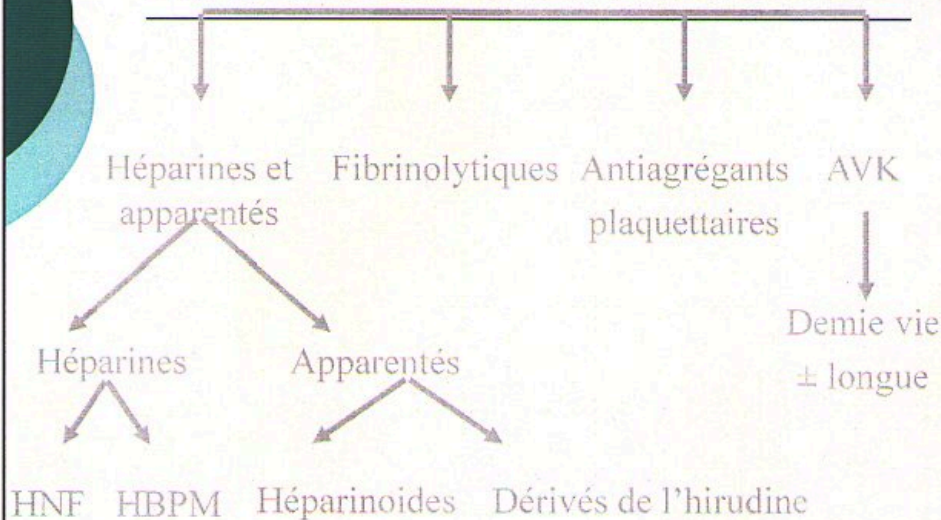 Héparines et
apparentés
Fibrinolytiques
Antiagrégants
plaquettaires
AVK
Demie vie
± longue
Héparines
Apparentés
HNF
HBPM
Héparinoides
Dérivés de l'hirudine